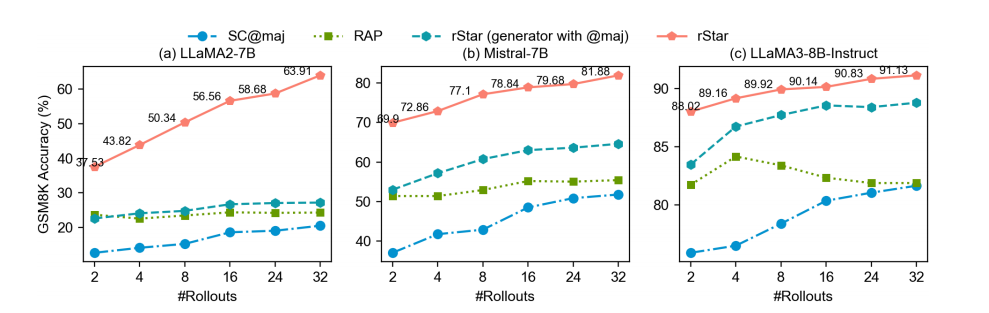 SC@maj RAP rStar (generator with @maj) rStar
(a) LLaMA2-7B
(b) Mistral-7B
(c) LLaMA3-8B-Instruct
GSM8K Accuracy (%)
60
50
40
30
20
37.53
43.82
50.34
56.56
58.68
63.91
2 4 8 16 24 32
#Rollouts
80
70
60
50
40
69.9
72.86
77.1
78.84
79.68
81.88
2 4 8 16 24 32
#Rollouts
90
85
80
88.02
89.16
89.92
90.14
90.83
91.13
2 4 8 16 24 32
#Rollouts